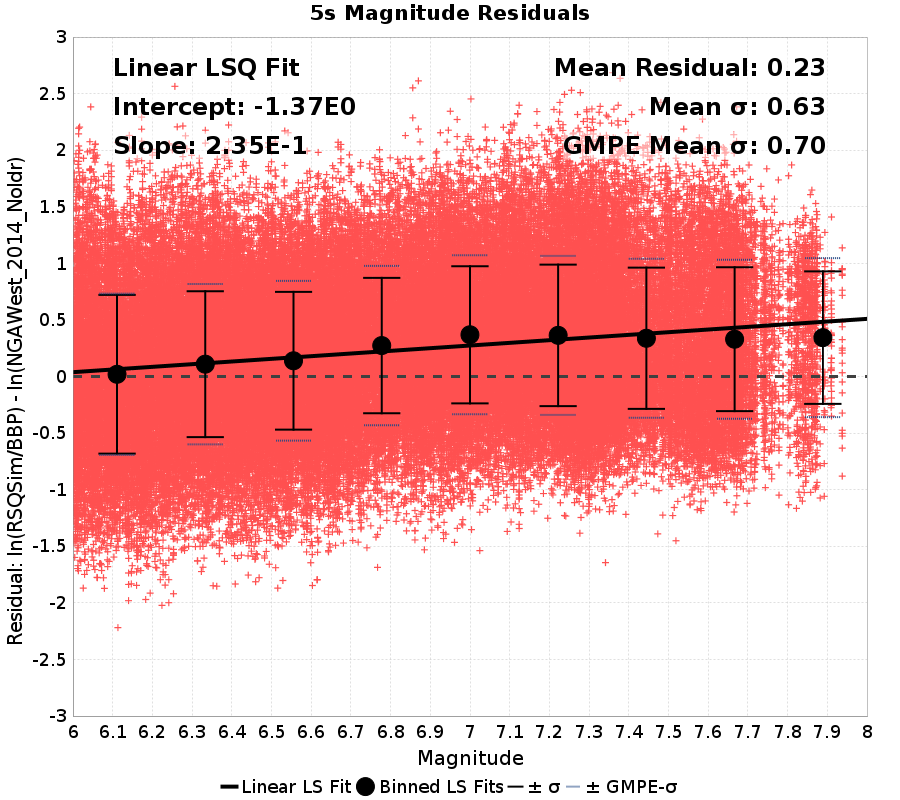 5s Magnitude Residuals
Linear LSQ Fit
Intercept: -1.37E0
Slope: 2.35E-1
Mean Residual: 0.23
Mean σ: 0.63
GMPE Mean σ: 0.70
Residual: ln(RSQSim/BBP) - ln(NGAWest_2014_NoIdr)
3
2.5
2
1.5
1
0.5
0
-0.5
-1
-1.5
-2
-2.5
-3
6 6.1 6.2 6.3 6.4 6.5 6.6 6.7 6.8 6.9 7 7.1 7.2 7.3 7.4 7.5 7.6 7.7 7.8 7.9 8
Magnitude
Linear LS Fit Binned LS Fits ± σ ± GMPE-σ